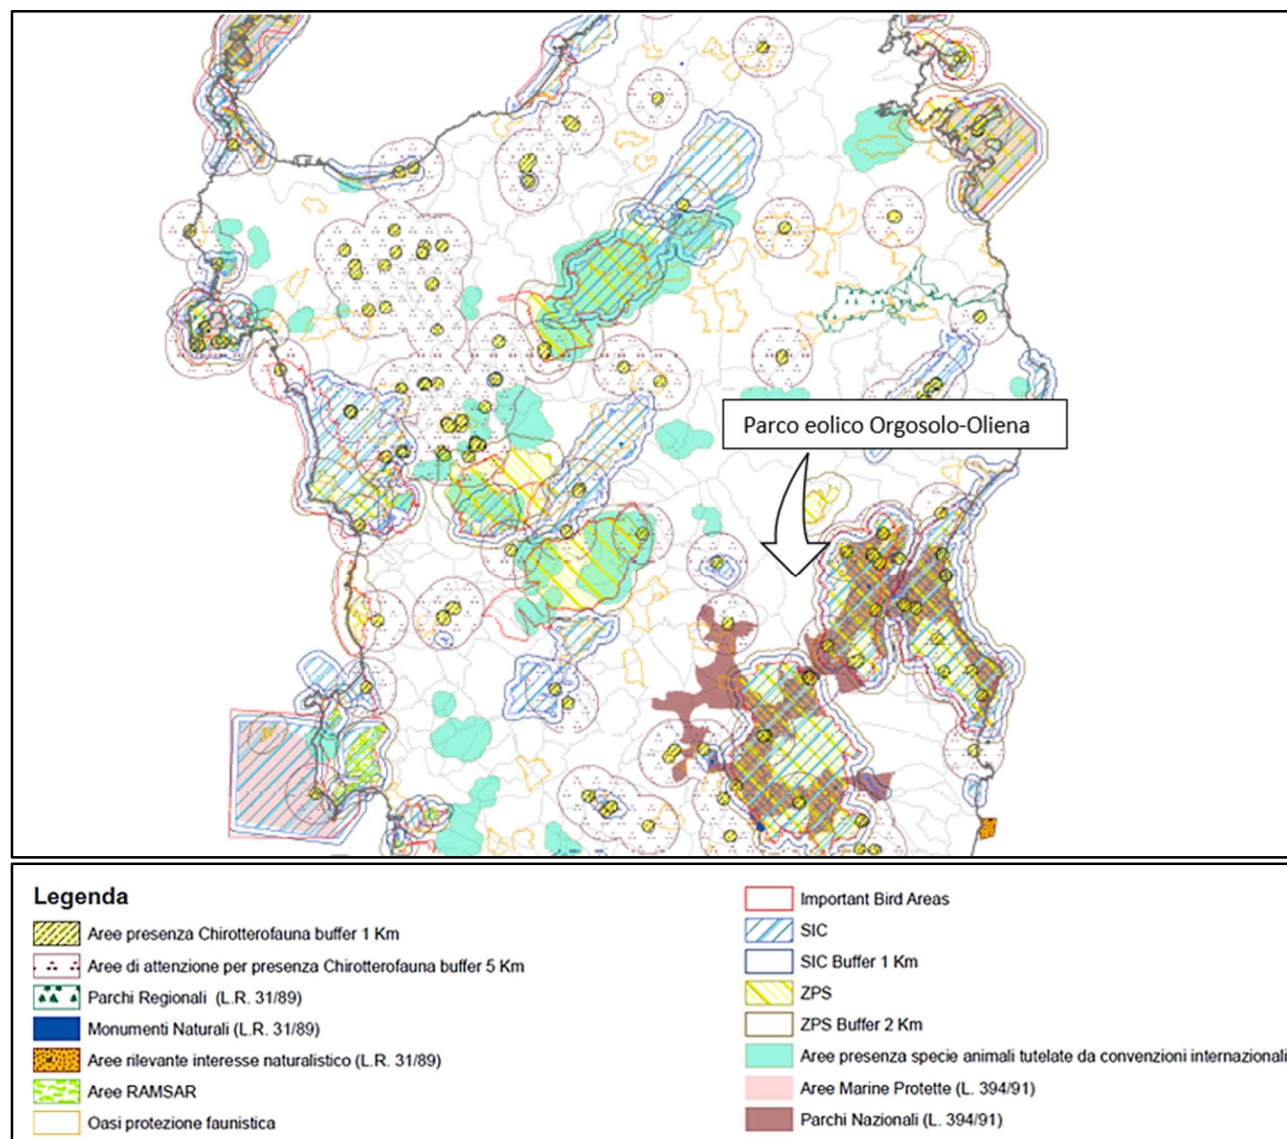 Parco eolico Orgosolo-Oliena
Legenda
Aree presenza Chirotterofauna buffer 1 Km
Aree di attenzione per presenza Chirotterofauna buffer 5 Km
Parchi Regionali (L.R. 31/89)
Monumenti Naturali (L.R. 31/89)
Aree rilevante interesse naturalistico (L.R. 31/89)
Aree RAMSAR
Oasi protezione faunistica
Important Bird Areas
SIC
SIC Buffer 1 Km
ZPS
ZPS Buffer 2 Km
Aree presenza specie animali tutelate da convenzioni internazionali
Aree Marine Protette (L. 394/91)
Parchi Nazionali (L. 394/91)